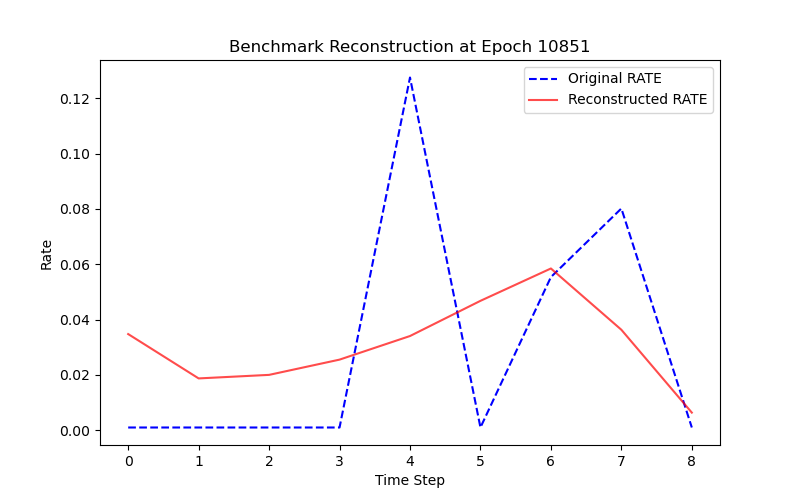 Benchmark Reconstruction at Epoch 10851
Original RATE
Reconstructed RATE
0.12
0.10
0.08
0.06
0.04
0.02
0.00
Rate
0 1 2 3 4 5 6 7 8
Time Step